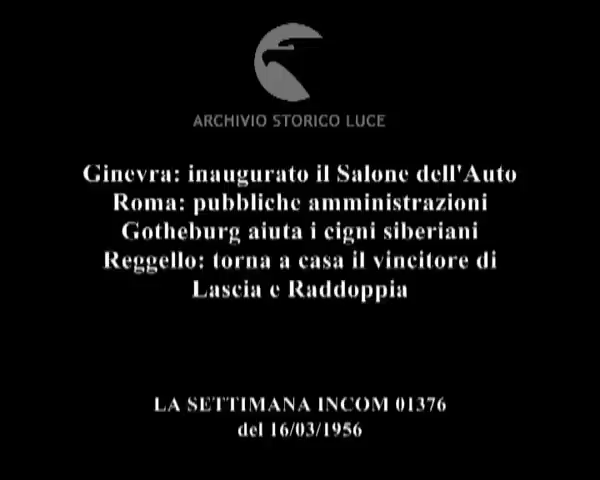 ARCHIVIO STORICO LUCE
Ginevra: inaugurato il Salone dell'Auto
Roma: pubbliche amministrazioni
Gotheburg aiuta i cigni siberiani
Reggello: torna a casa il vincitore di
Lascia e Raddoppia
LA SETTIMANA INCOM 01376
del 16/03/1956